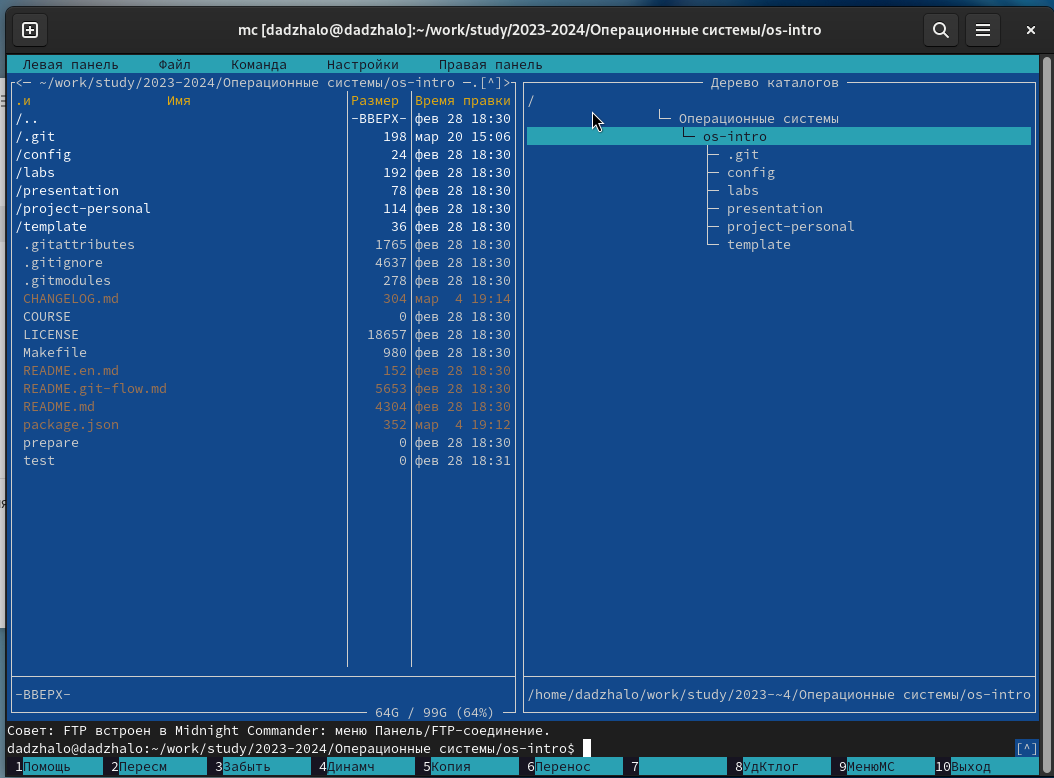 mc [dadzhalo@dadzhalo]:~/work/study/2023-2024/Операционные системы/os-intro
Левая панель Файл Команда Настройки Правая панель
<— ~/work/study/2023-2024/Операционные системы/os-intro —.[^]>
.и Имя Размер Время правки
/.. -ВВЕРХ- фев 28 18:30
/.git 198 мар 20 15:06
/config 24 фев 28 18:30
/labs 192 фев 28 18:30
/presentation 78 фев 28 18:30
/project-personal 114 фев 28 18:30
/template 36 фев 28 18:30
.gitattributes 1765 фев 28 18:30
.gitignore 4637 фев 28 18:30
.gitmodules 278 фев 28 18:30
CHANGELOG.md 304 мар 4 19:14
COURSE 0 фев 28 18:30
LICENSE 18657 фев 28 18:30
Makefile 980 фев 28 18:30
README.en.md 152 фев 28 18:30
README.git-flow.md 5653 фев 28 18:30
README.md 4304 фев 28 18:30
package.json 352 мар 4 19:12
prepare 0 фев 28 18:30
test 0 фев 28 18:31
-ВВЕРХ-
64G / 99G (64%)
Дерево каталогов
/
Операционные системы
os-intro
.git
config
labs
presentation
project-personal
template
/home/dadzhalo/work/study/2023-~4/Операционные системы/os-intro
Совет: FTP встроен в Midnight Commander: меню Панель/FTP-соединение.
dadzhalo@dadzhalo:~/work/study/2023-2024/Операционные системы/os-intro$ [^]
1Помощь 2Пересм 3Забыть 4Динамч 5Копия 6Перенос 7 8УдКтлог 9МенюМС 10Выход